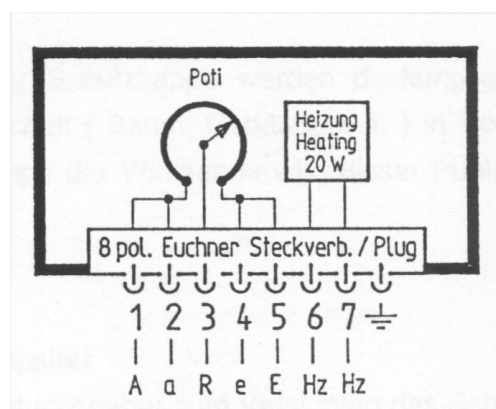 Poti
Heizung
Heating
20 W
8 pol. Euchner Steckverb. / Plug
1 2 3 4 5 6 7
A a R e E Hz Hz